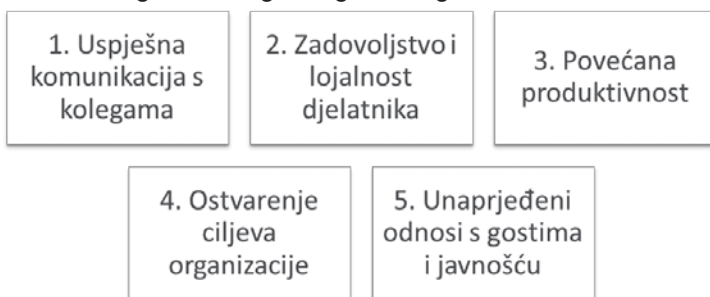 1. Uspješna
komunikacija s
kolegama
2. Zadovoljstvo i
lojalnost
djelatnika
3. Povećana
produktivnost
4. Ostvarenje
ciljeva
organizacije
5. Unaprjeđeni
odnosi s gostima
i javnošću